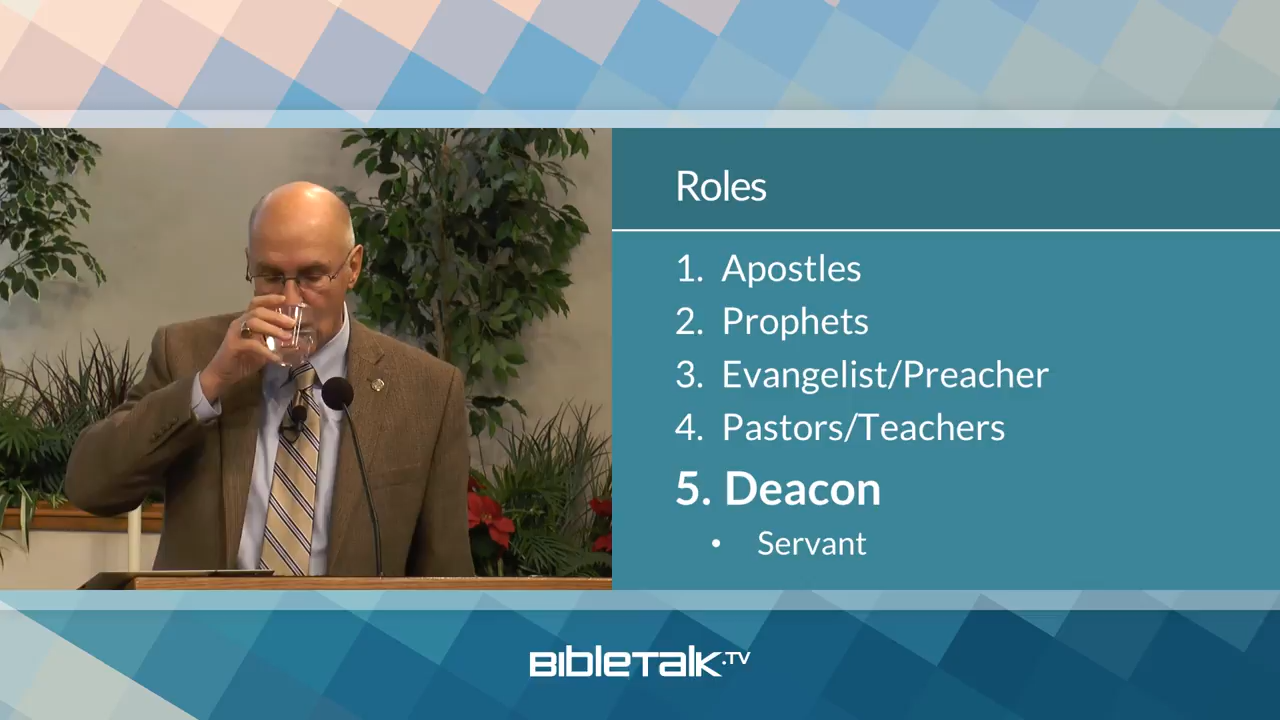 Roles
1. Apostles
2. Prophets
3. Evangelist/Preacher
4. Pastors/Teachers
5. Deacon
• Servant
BIBLETALK.TV